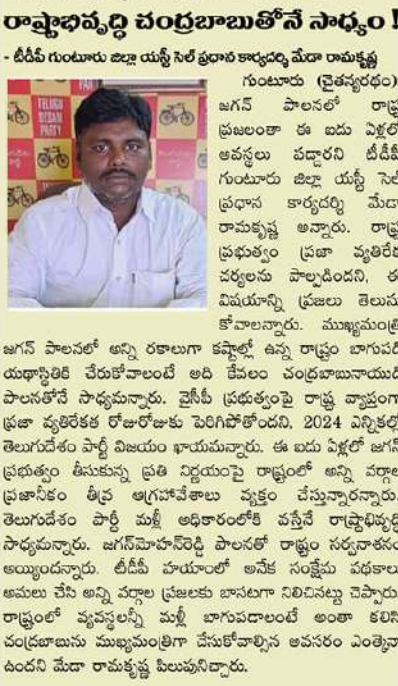 రాష్ట్రాభివృద్ధి చంద్రబాబుతోనే సాధ్యం !
- టీడీపీ గుంటూరు జిల్లా యస్టీ సెల్ ప్రధాన కార్యదర్శి మేడా రామకృష్ణ
TELUGU
DESAM
PARTY
గుంటూరు (చైతన్యరథం)
జగన్ పాలనలో రాష్ట్ర
ప్రజలంతా ఈ ఐదు ఏళ్లలో
అవస్థలు పడ్డారని టీడీపీ
గుంటూరు జిల్లా యస్టీ సెల్
ప్రధాన కార్యదర్శి మేడా
రామకృష్ణ అన్నారు. రాష్ట్ర
ప్రభుత్వం ప్రజా వ్యతిరేక
చర్యలను పాల్పడిందని, ఈ
విషయాన్ని ప్రజలు తెలుసు
కోవాలన్నారు. ముఖ్యమంత్రి
జగన్ పాలనలో అన్ని రకాలుగా కష్టాల్లో ఉన్న రాష్ట్రం బాగుపడి
యథాస్థితికి చేరుకోవాలంటే అది కేవలం చంద్రబాబునాయుడి
పాలనతోనే సాధ్యమన్నారు. వైసీపీ ప్రభుత్వంపై రాష్ట్ర వ్యాప్తంగా
ప్రజా వ్యతిరేకత రోజురోజుకు పెరిగిపోతోందని, 2024 ఎన్నికల్లో
తెలుగుదేశం పార్టీ విజయం ఖాయమన్నారు. ఈ ఐదు ఏళ్లలో జగన్
ప్రభుత్వం తీసుకున్న ప్రతి నిర్ణయంపై రాష్ట్రంలో అన్ని వర్గాల
ప్రజానీకం తీవ్ర ఆగ్రహావేశాలు వ్యక్తం చేస్తున్నారన్నారు.
తెలుగుదేశం పార్టీ మళ్లీ అధికారంలోకి వస్తేనే రాష్ట్రాభివృద్ధి
సాధ్యమన్నారు. జగన్‌మోహన్‌రెడ్డి పాలనతో రాష్ట్రం సర్వనాశనం
అయ్యిందన్నారు. టీడీపీ హయాంలో అనేక సంక్షేమ పథకాలు
అమలు చేసి అన్ని వర్గాల ప్రజలకు బాసటగా నిలిచినట్టు చెప్పారు.
రాష్ట్రంలో వ్యవస్థలన్నీ మళ్లీ బాగుపడాలంటే అంతా కలిసి
చంద్రబాబును ముఖ్యమంత్రిగా చేసుకోవాల్సిన అవసరం ఎంతైనా
ఉందని మేడా రామకృష్ణ పిలుపునిచ్చారు.